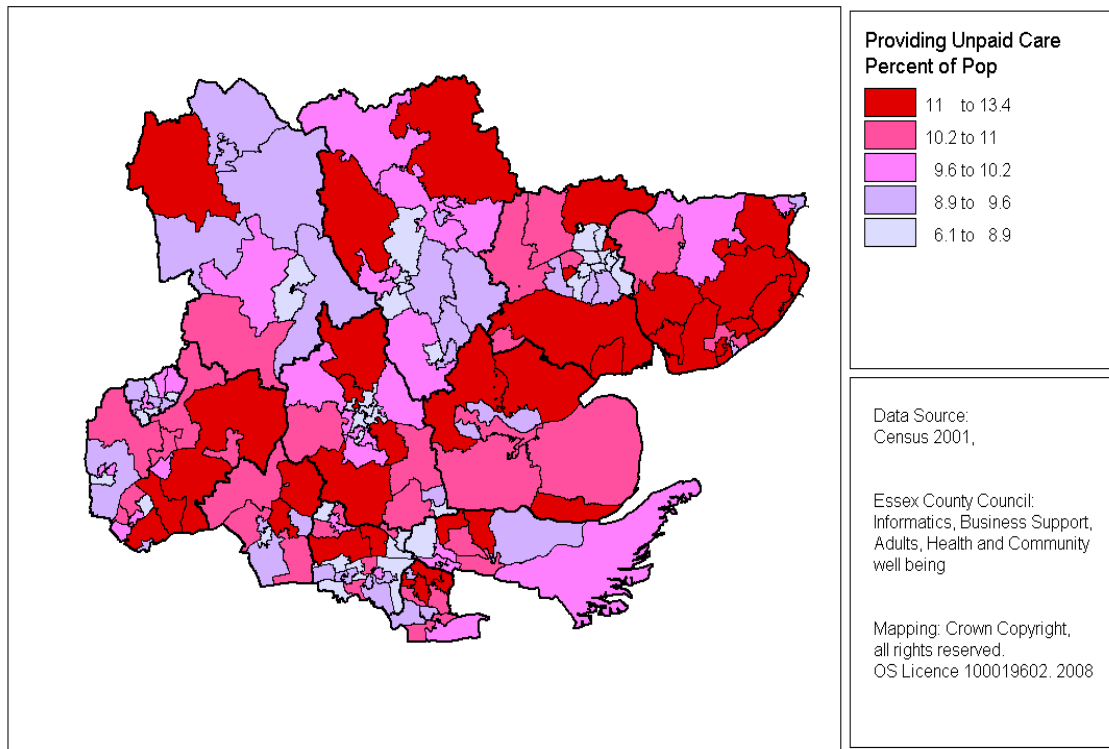 Providing Unpaid Care
Percent of Pop
11 to 13.4
10.2 to 11
9.6 to 10.2
8.9 to 9.6
6.1 to 8.9
Data Source:
Census 2001,
Essex County Council:
Informatics, Business Support,
Adults, Health and Community
well being
Mapping: Crown Copyright,
all rights reserved.
OS Licence 100019602. 2008